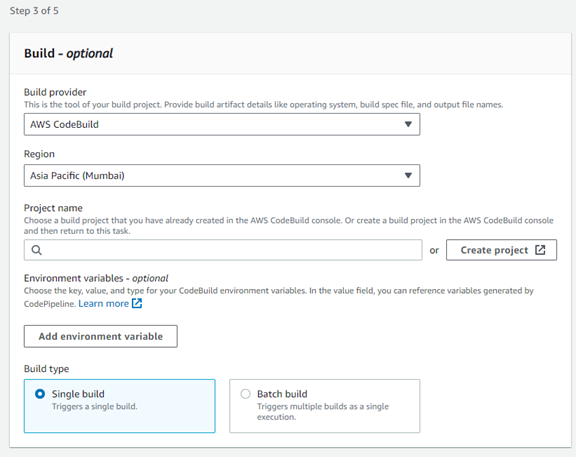 Step 3 of 5
Build - optional
Build provider
This is the tool of your build project. Provide build artifact details like operating system, build spec file, and output file names.
AWS CodeBuild
Region
Asia Pacific (Mumbai)
Project name
Choose a build project that you have already created in the AWS CodeBuild console. Or create a build project in the AWS CodeBuild console
and then return to this task.
or Create project
Environment variables - optional
Choose the key, value, and type for your CodeBuild environment variables. In the value field, you can reference variables generated by
CodePipeline. Learn more
Add environment variable
Build type
Single build
Triggers a single build.
Batch build
Triggers multiple builds as a single
execution.